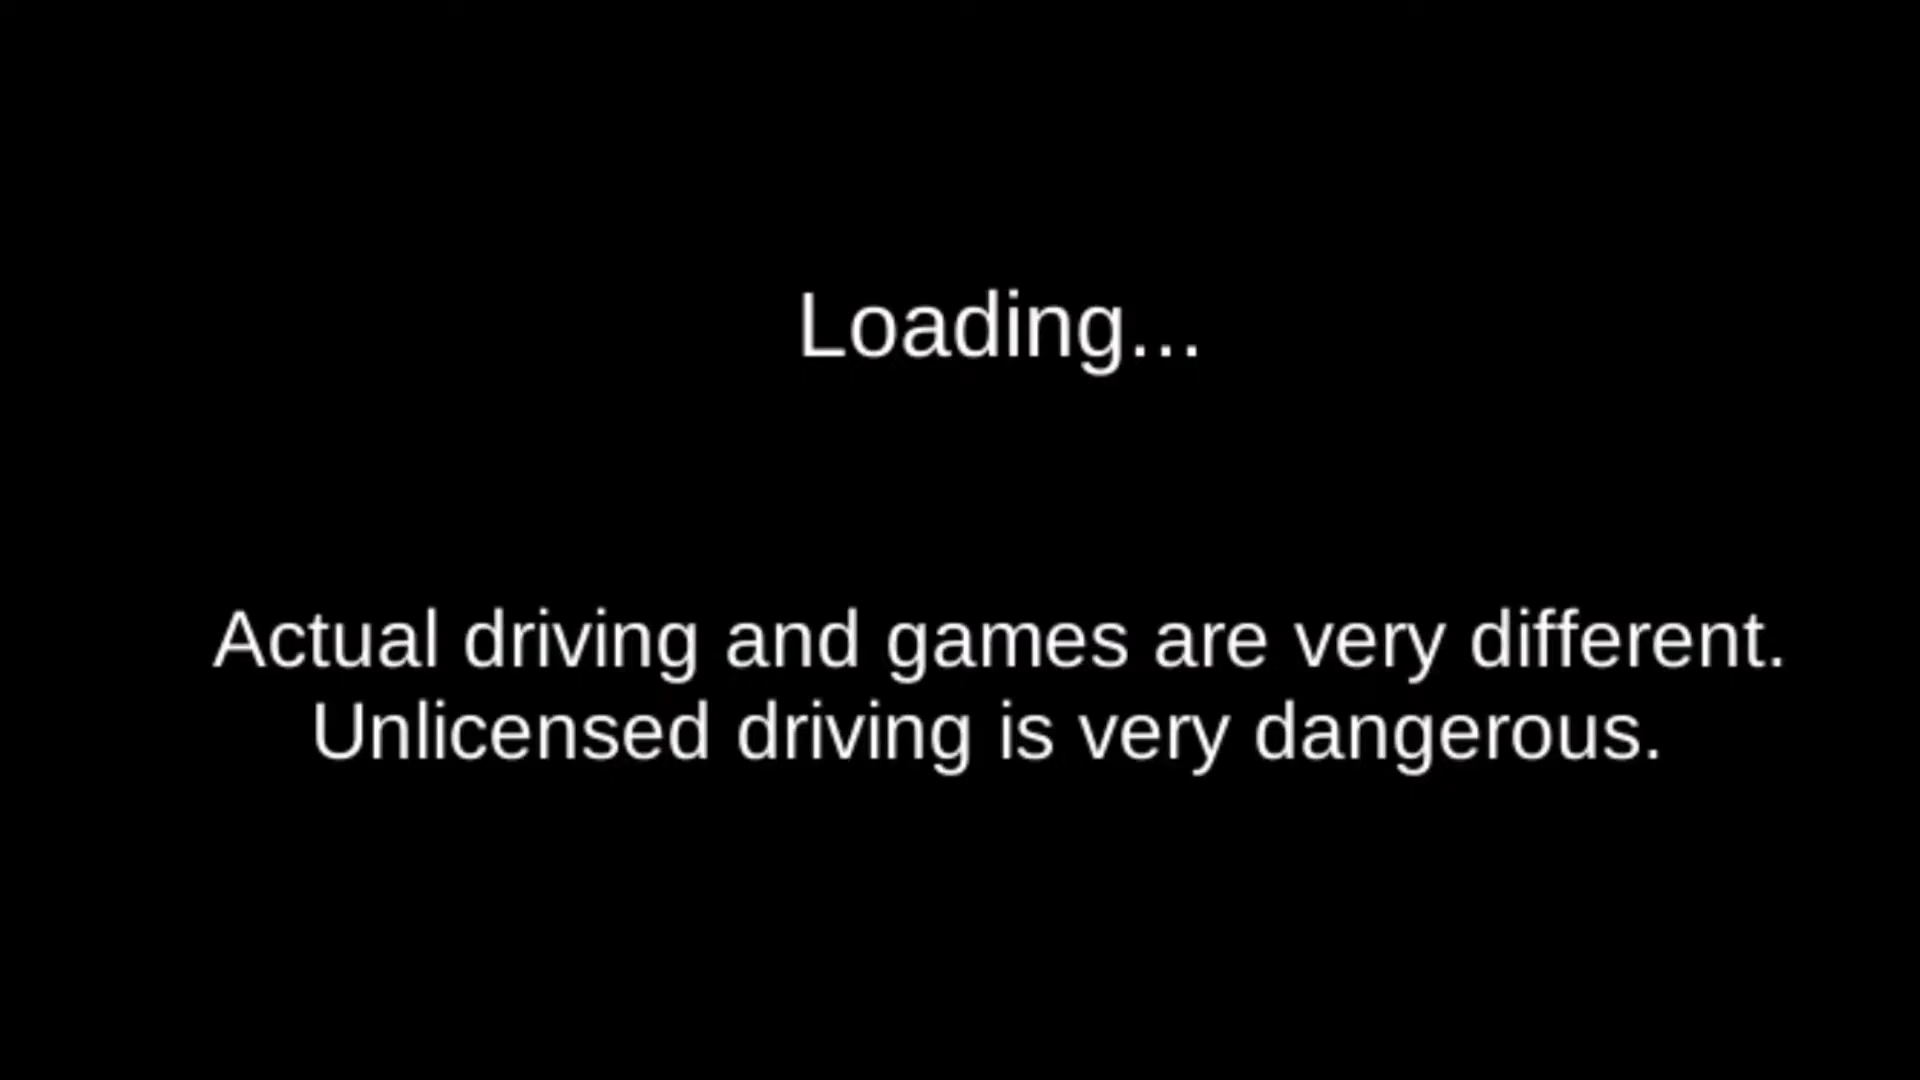 Loading...
Actual driving and games are very different.
Unlicensed driving is very dangerous.